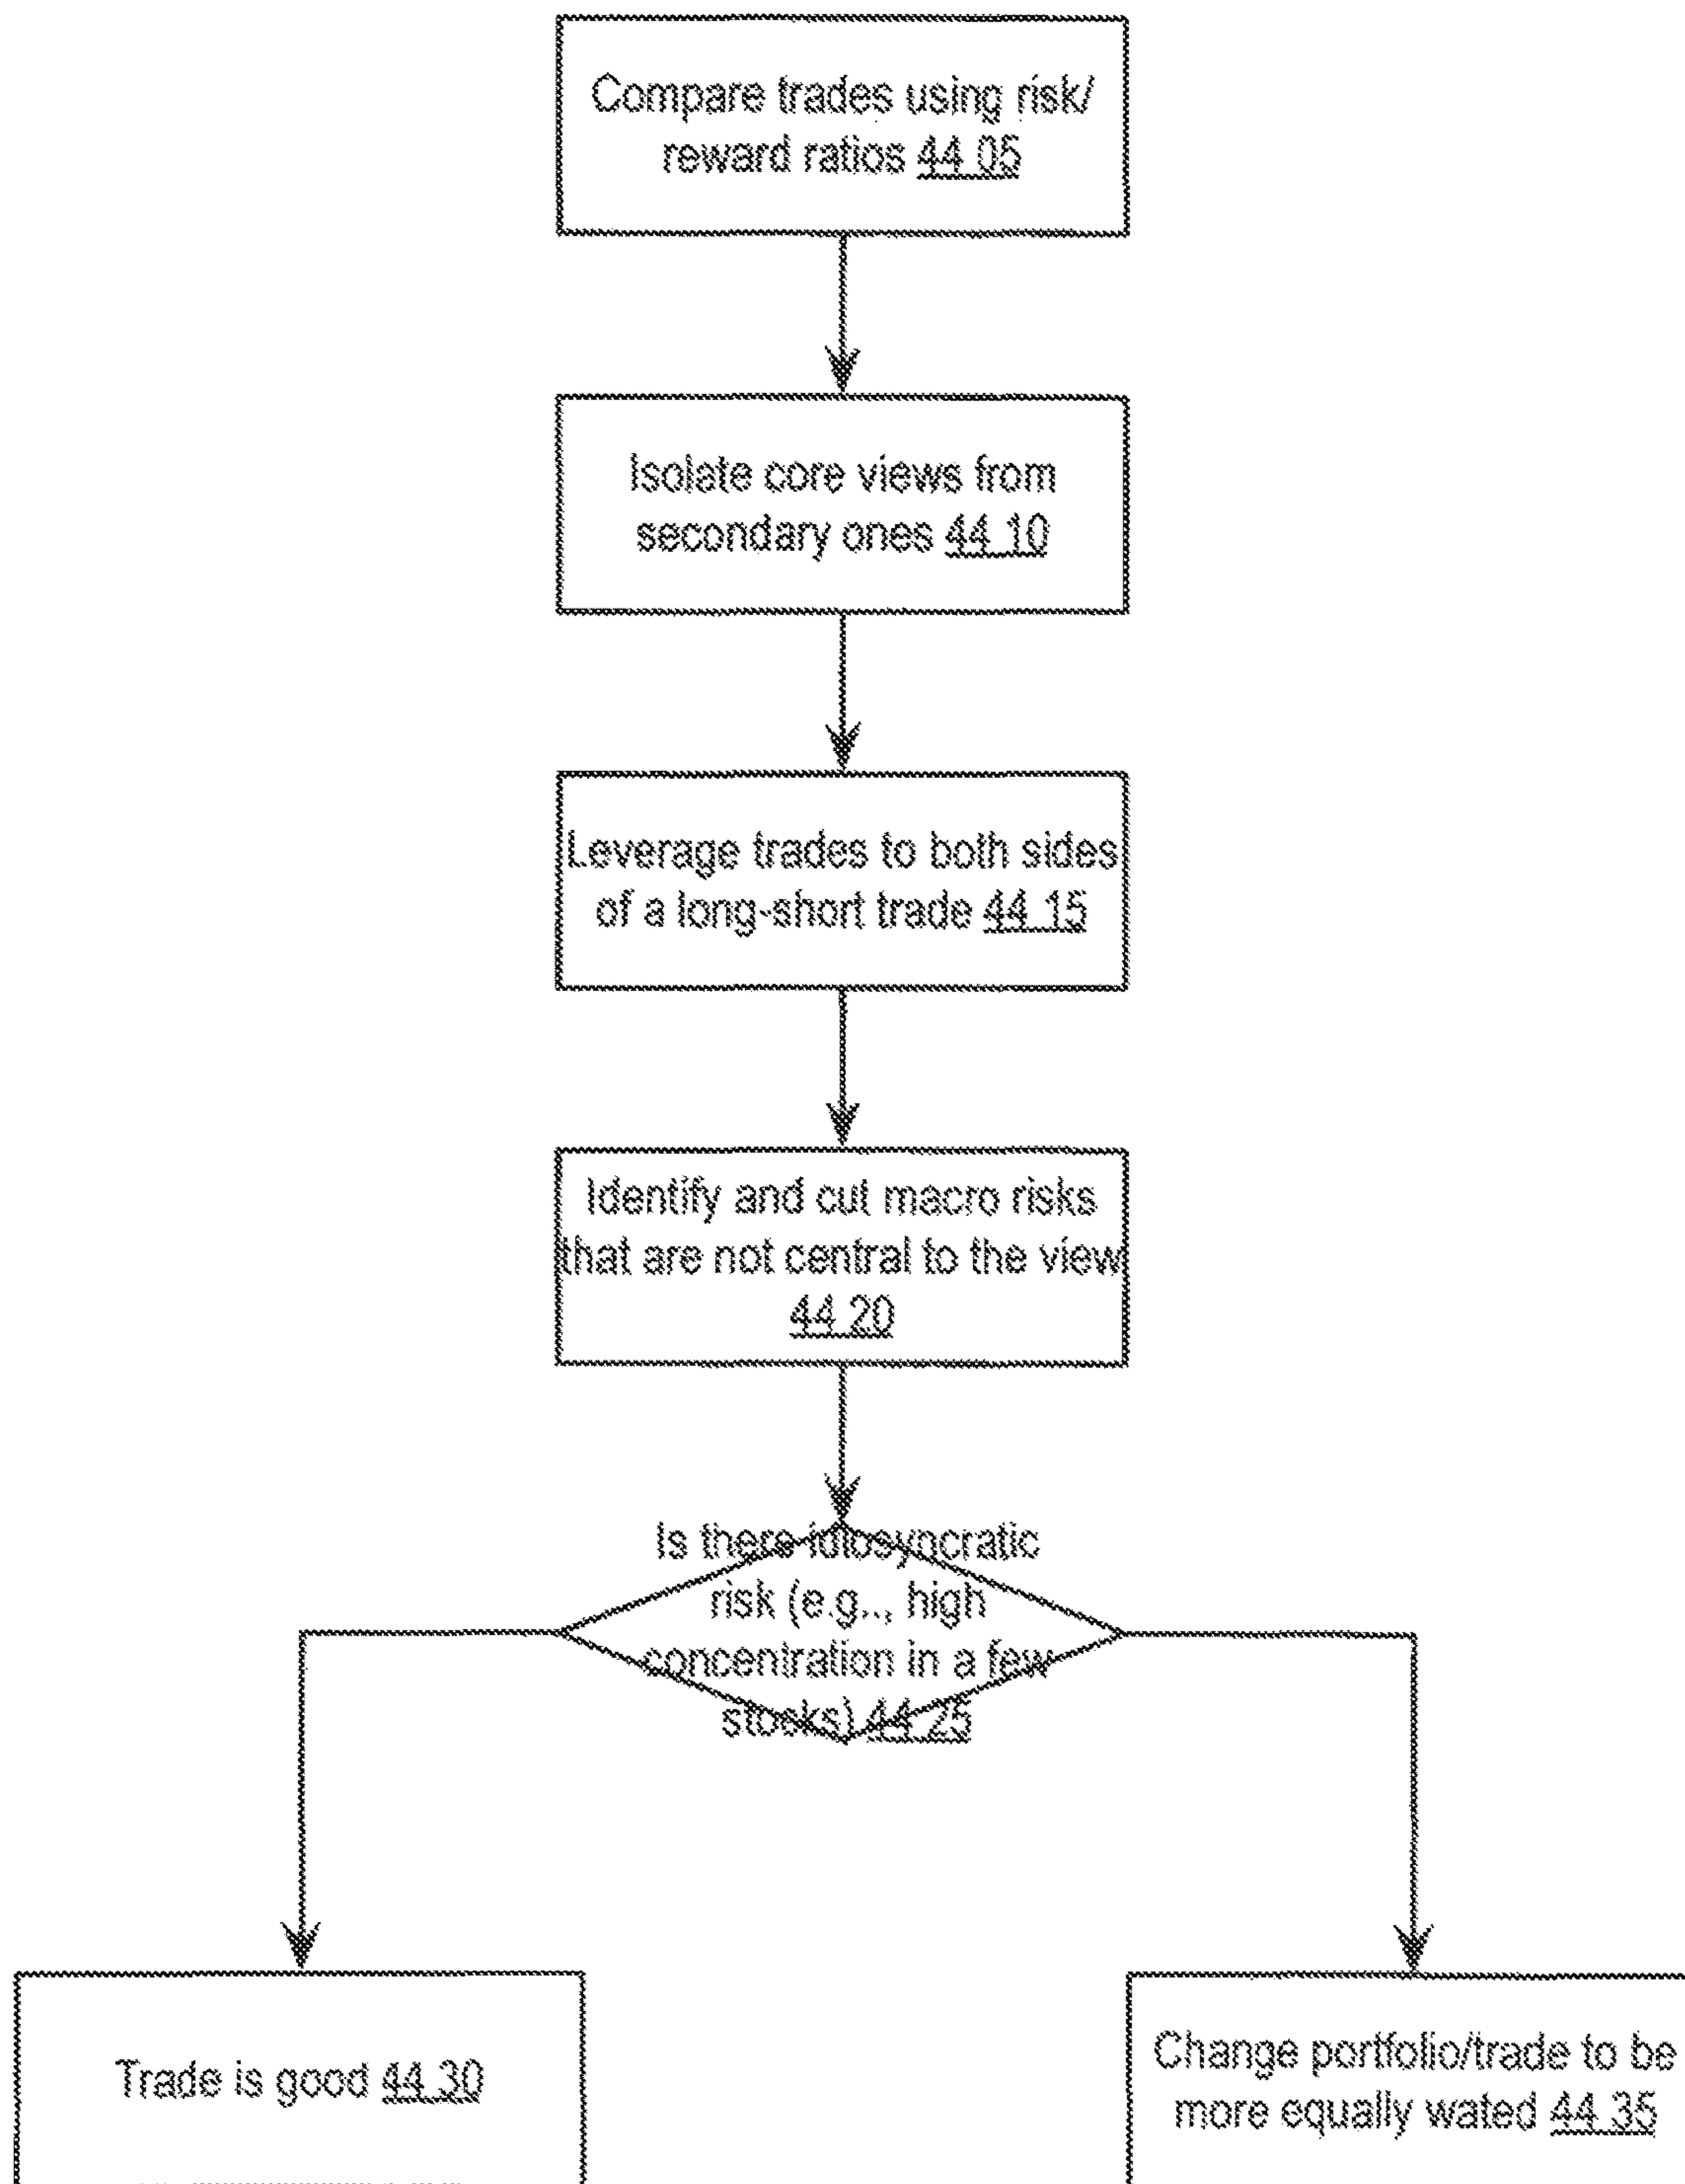 Compare trades using risk/
reward ratios 44 05
Isolate core views from
secondary ones 44 10
Leverage trades to both sides
of a long-short trade 44 15
Identify and cut macro risks
that are not central to the view
44 20
Is there idiosyncratic
risk (e.g.., high
concentration in a few
stocks) 44 25
Trade is good 44 30
Change portfolio/trade to be
more equally wated 44 35